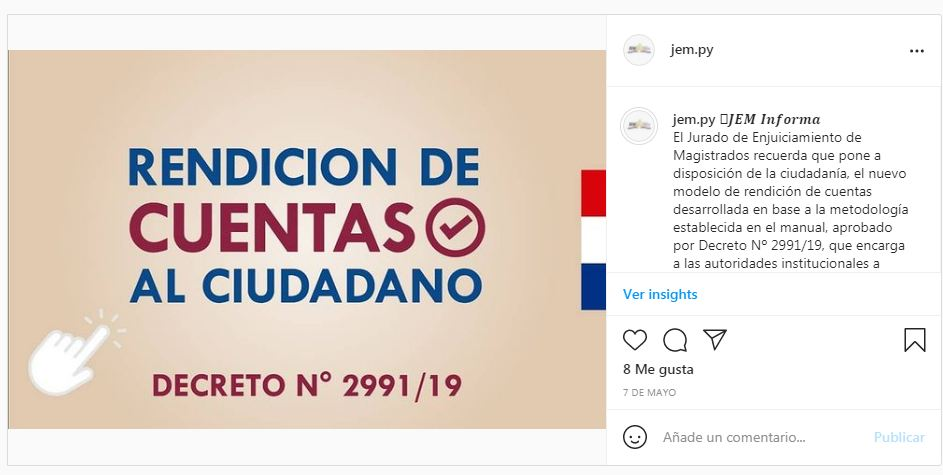 RENDICION DE
CUENTAS
AL CIUDADANO
DECRETO Nº 2991/19
jem.py
jem.py JEM Informa
El Jurado de Enjuiciamiento de
Magistrados recuerda que pone a
disposición de la ciudadanía, el nuevo
modelo de rendición de cuentas
desarrollada en base a la metodología
establecida en el manual, aprobado
por Decreto Nº 2991/19, que encarga
a las autoridades institucionales a
Ver insights
8 Me gusta
7 DE MAYO
Añade un comentario...
Publicar